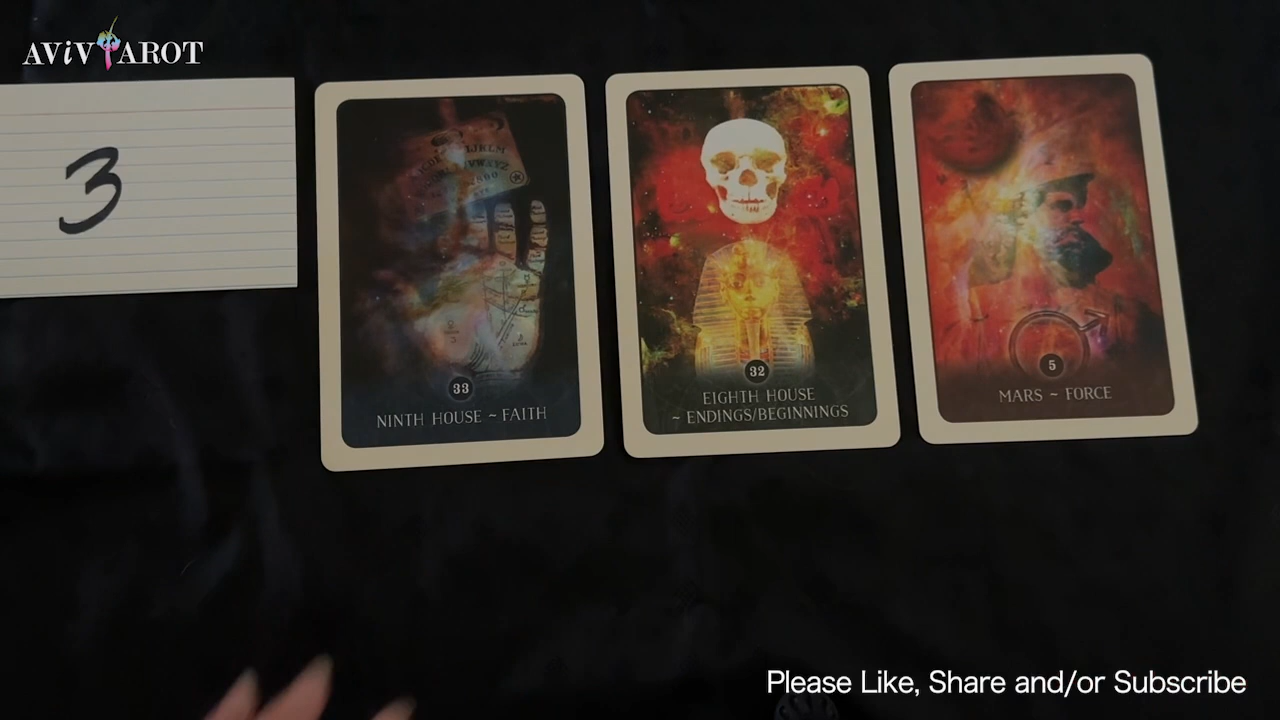 AViV TAROT
3
33
NINTH HOUSE ~ FAITH
32
EIGHTH HOUSE
~ ENDINGS/BEGINNINGS
5
MARS ~ FORCE
Please Like, Share and/or Subscribe